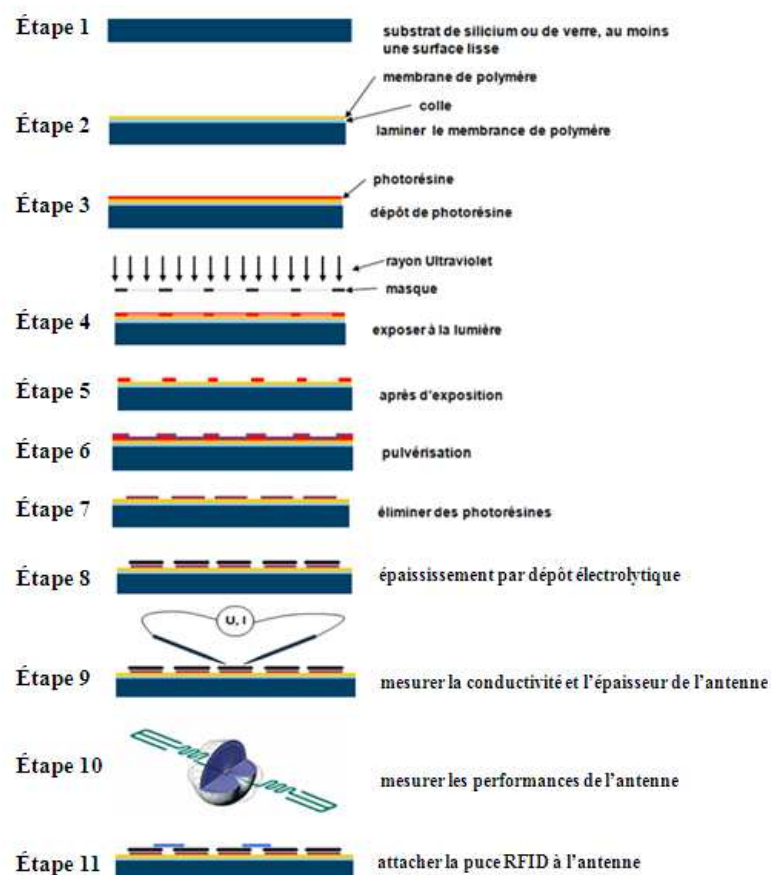 Étape 1
substrat de silicium ou de verre, au moins
une surface lisse
membrane de polymère
colle
Étape 2
laminer le membrance de polymère
photorésine
Étape 3
dépôt de photorésine
rayon Ultraviolet
masque
Étape 4
exposer à la lumière
Étape 5
après d'exposition
Étape 6
pulvérisation
Étape 7
éliminer des photorésines
Étape 8
épaississement par dépôt électrolytique
U, I
Étape 9
mesurer la conductivité et l'épaisseur de l'antenne
Étape 10
mesurer les performances de l'antenne
Étape 11
attacher la puce RFID à l'antenne